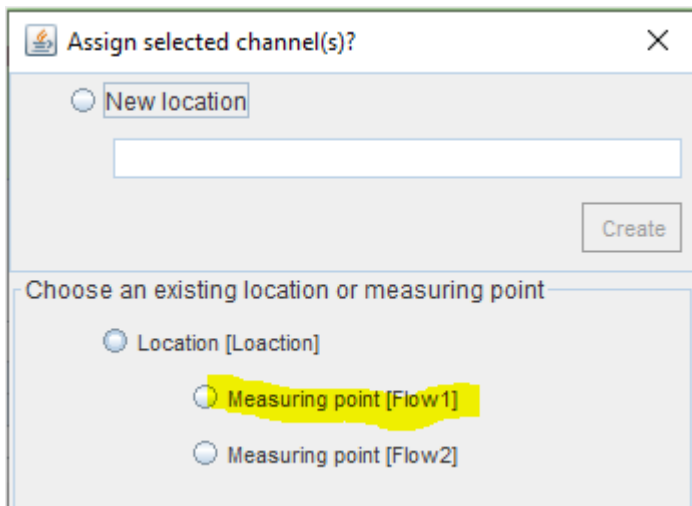 Assign selected channel(s)?
New location
Create
Choose an existing location or measuring point
Location [Loaction]
Measuring point [Flow1]
Measuring point [Flow2]